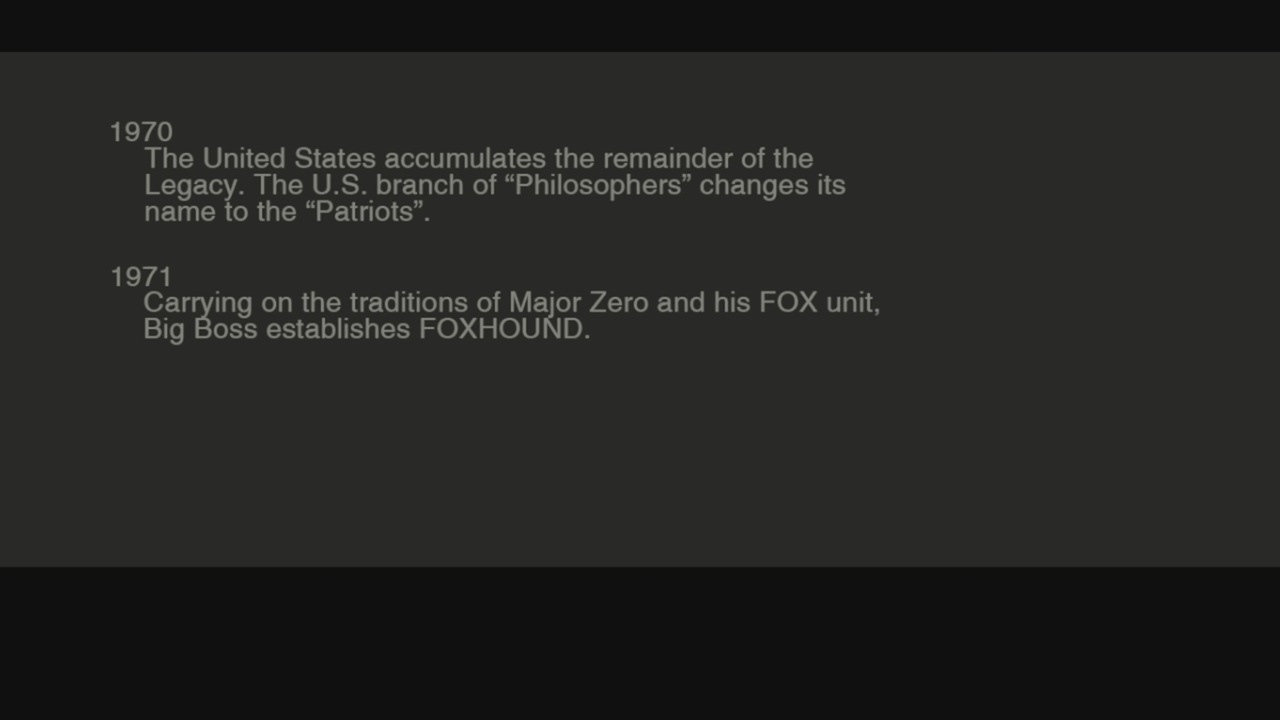 1970
The United States accumulates the remainder of the
Legacy. The U.S. branch of “Philosophers” changes its
name to the “Patriots”.
1971
Carrying on the traditions of Major Zero and his FOX unit,
Big Boss establishes FOXHOUND.